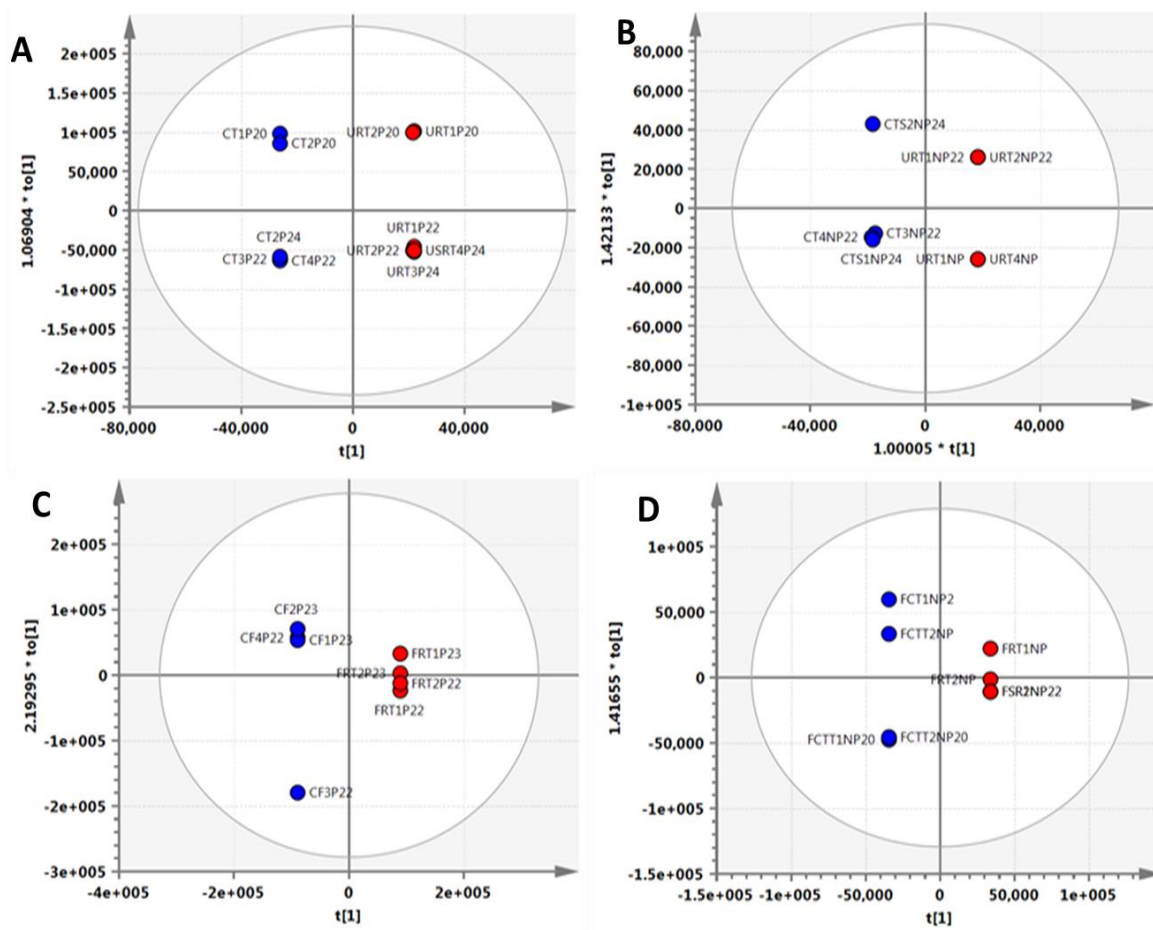 A
2e+005
1.5e+005
1e+005
50,000
0
-50,000
-1e+005
-1.5e+005
-2e+005
-2.5e+005
1.06904 * to[1]
CT1P20
CT2P20
URT2P20
URT1P20
CT2P24
CT3P22
CT4P22
URT1P22
URT2P22
USRT4P24
URT3P24
-80,000
-40,000
0
40,000
t[1]
B
80,000
60,000
40,000
20,000
0
-20,000
-40,000
-60,000
-80,000
-1e+005
1.42133 * to[1]
CTS2NP24
URT1NP22
URT2NP22
CT4NP22
CT3NP22
CTS1NP24
URT1NP
URT4NP
-80,000
-40,000
0
40,000
1.00005 * t[1]
C
2e+005
1e+005
0
-1e+005
-2e+005
-3e+005
2.19295 * to[1]
CF2P23
CF4P22
CF1P23
FRT1P23
FRT2P23
FRT2P22
FRT1P22
CF3P22
-4e+005
-2e+005
0
2e+005
t[1]
D
1e+005
50,000
0
-50,000
-1e+005
-1.5e+005
1.41655 * to[1]
FCT1NP2
FCTT2NP
FRT1NP
FRT2NP
FCTT1NP20
FCTT2NP20
-1.5e+005
-1e+005
-50,000
0
50,000
1e+005
t[1]